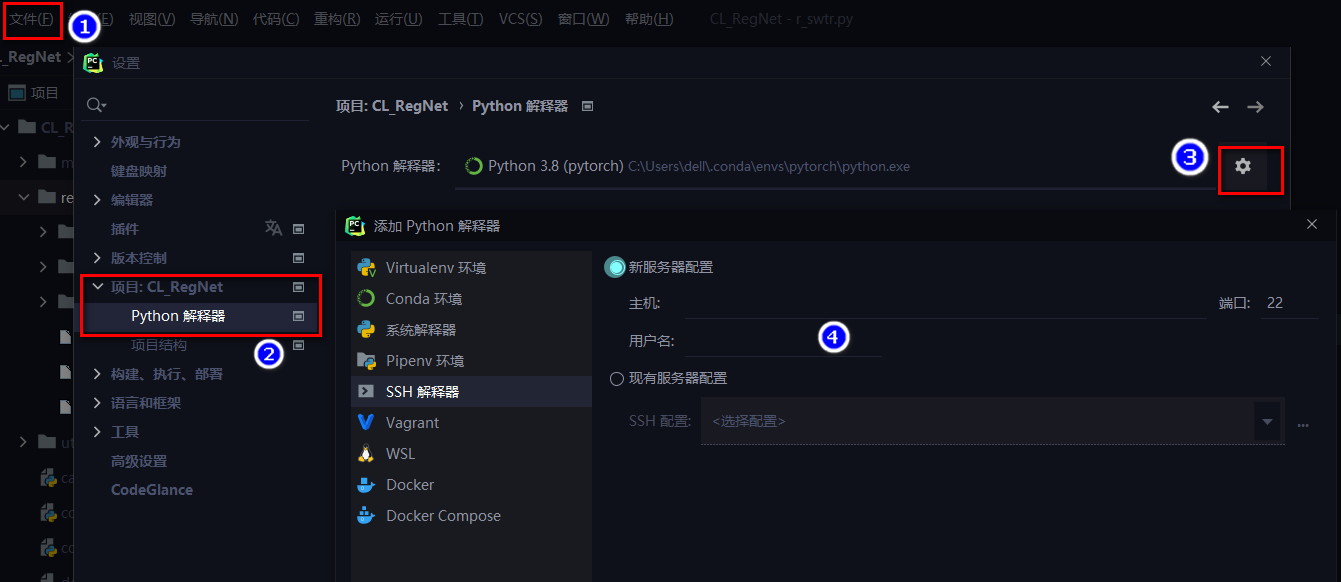 文件(F) (E) 视图(V) 导航(N) 代码(C) 重构(R) 运行(U) 工具(T) VCS(S) 窗口(W) 帮助(H) CL_RegNet - r_swtr.py
1
_RegNet
PC 设置
项目
项目: CL_RegNet › Python 解释器
CL_R
外观与行为
m
键盘映射
Python 解释器: Python 3.8 (pytorch) C:\Users\dell\.conda\envs\pytorch\python.exe
3
re
编辑器
插件
PC 添加 Python 解释器
版本控制
Virtualenv 环境
新服务器配置
项目: CL_RegNet
Conda 环境
主机:
端口: 22
Python 解释器
系统解释器
用户名:
4
项目结构
2
Pipenv 环境
构建、执行、部署
SSH 解释器
现有服务器配置
语言和框架
Vagrant
SSH 配置: <选择配置>
...
工具
ut
WSL
高级设置
ca
Docker
CodeGlance
co
Docker Compose
co